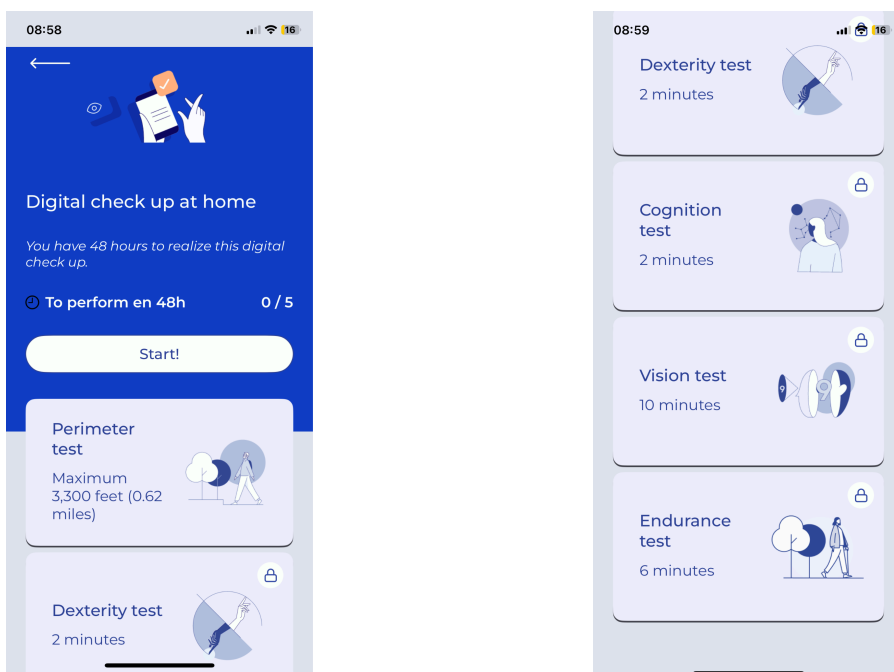 08:58
16
Digital check up at home
You have 48 hours to realize this digital
check up.
To perform en 48h
0 / 5
Start!
Perimeter
test
Maximum
3,300 feet (0.62
miles)
Dexterity test
2 minutes
08:59
16
Dexterity test
2 minutes
Cognition
test
2 minutes
Vision test
10 minutes
9
9
Endurance
test
6 minutes